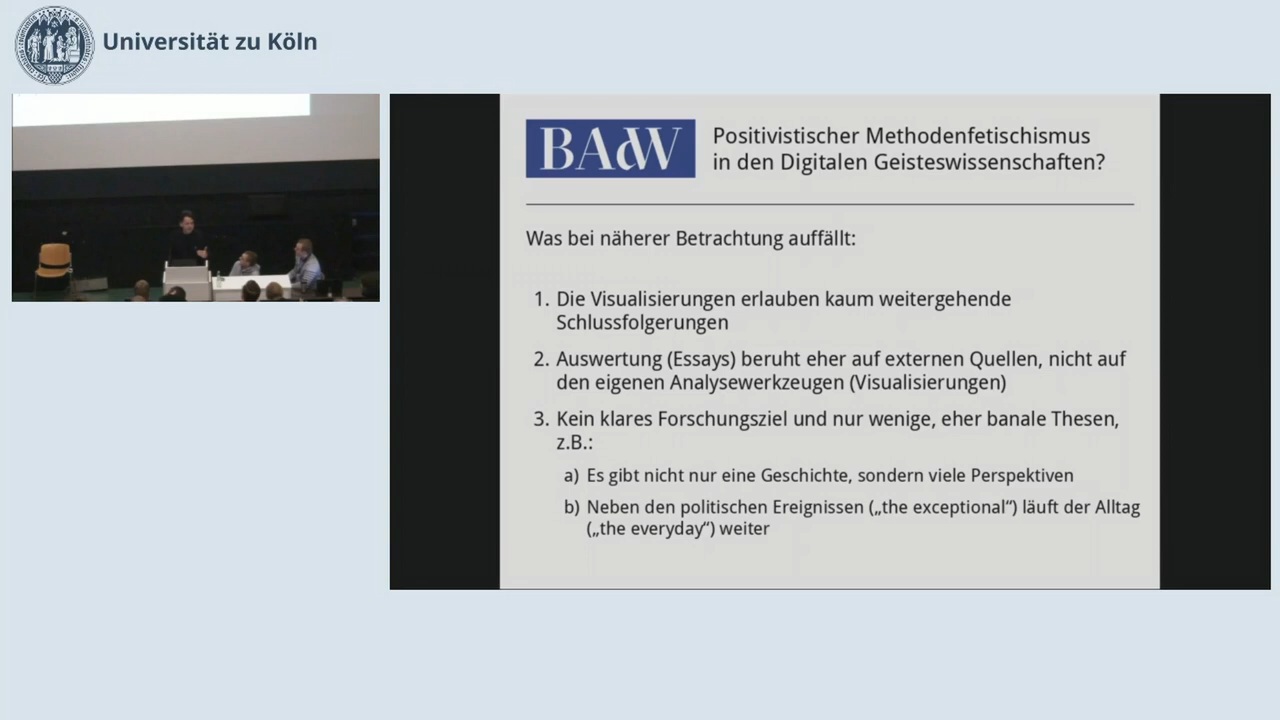 Universität zu Köln
BAdW
Positivistischer Methodenfetischismus
in den Digitalen Geisteswissenschaften?
Was bei näherer Betrachtung auffällt:
1. Die Visualisierungen erlauben kaum weitergehende
Schlussfolgerungen
2. Auswertung (Essays) beruht eher auf externen Quellen, nicht auf
den eigenen Analysewerkzeugen (Visualisierungen)
3. Kein klares Forschungsziel und nur wenige, eher banale Thesen,
z.B.:
a) Es gibt nicht nur eine Geschichte, sondern viele Perspektiven
b) Neben den politischen Ereignissen („the exceptional“) läuft der Alltag
(„the everyday“) weiter